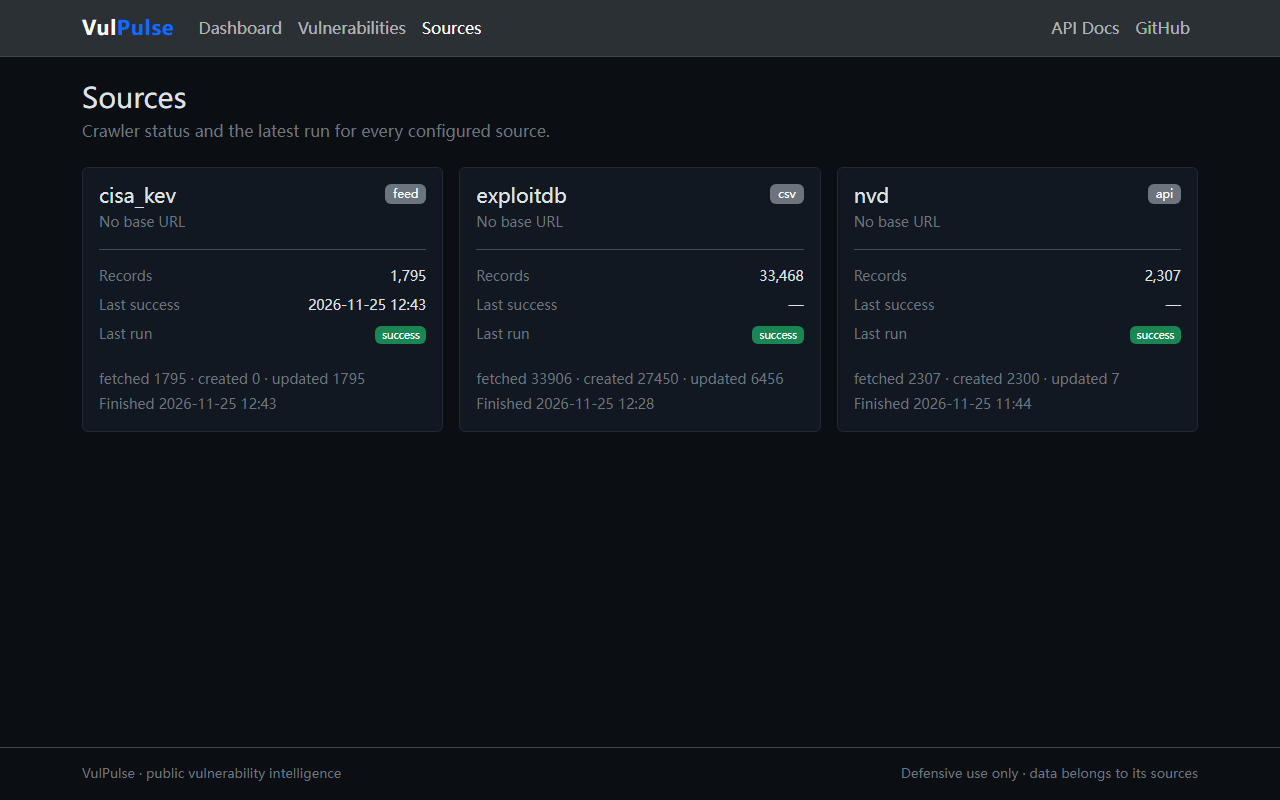 VulPulse Dashboard Vulnerabilities Sources API Docs GitHub
Sources
Crawler status and the latest run for every configured source.
cisa_kev feed
No base URL
Records 1,795
Last success 2026-11-25 12:43
Last run success
fetched 1795 · created 0 · updated 1795
Finished 2026-11-25 12:43
exploitdb csv
No base URL
Records 33,468
Last success —
Last run success
fetched 33906 · created 27450 · updated 6456
Finished 2026-11-25 12:28
nvd api
No base URL
Records 2,307
Last success —
Last run success
fetched 2307 · created 2300 · updated 7
Finished 2026-11-25 11:44
VulPulse · public vulnerability intelligence Defensive use only · data belongs to its sources